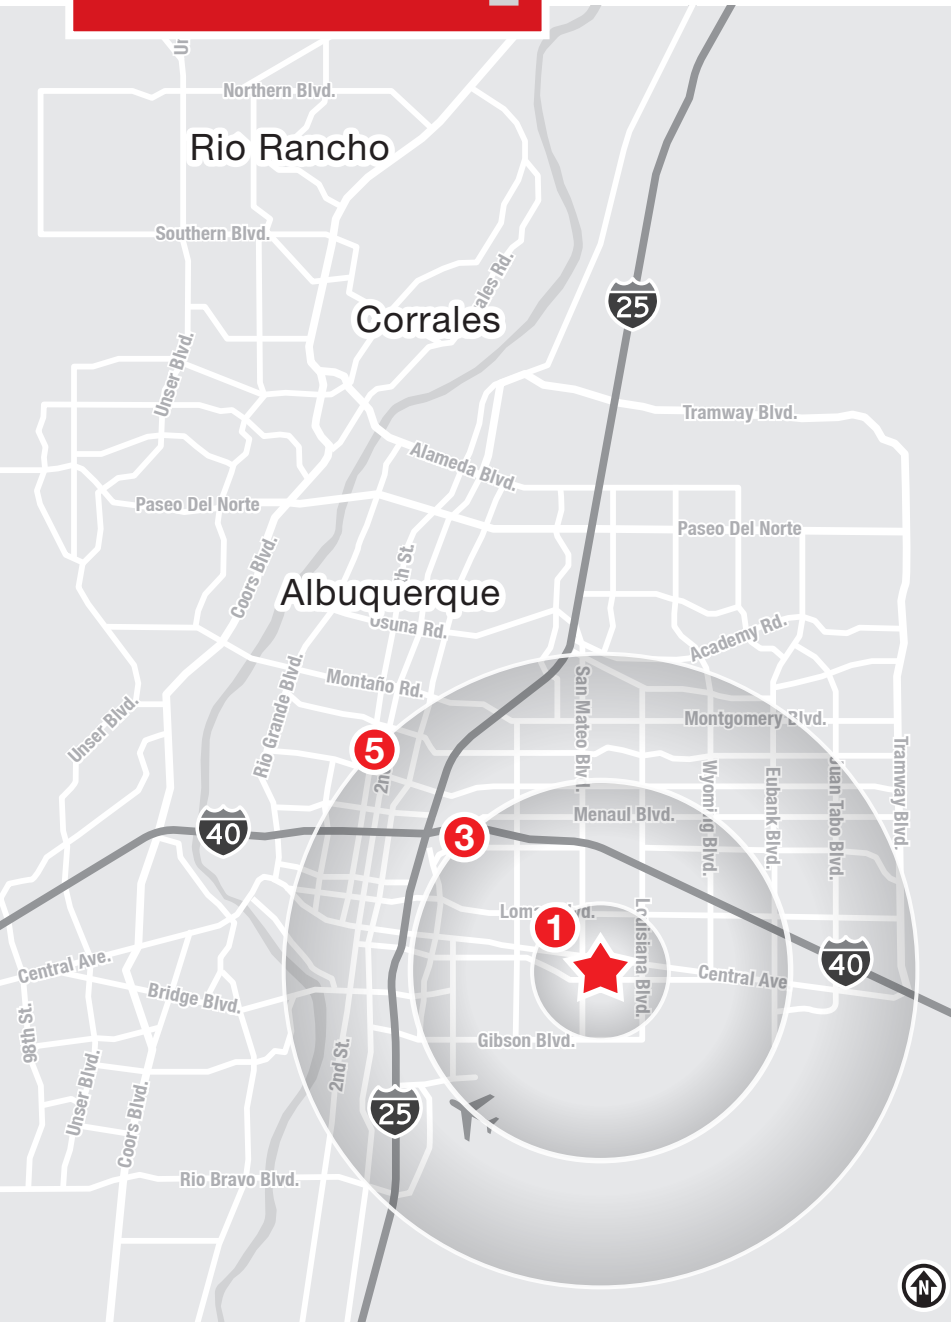 Northern Blvd.
Rio Rancho
Southern Blvd.
25
Corrales
Unser Blvd.
Tramway Blvd.
Alameda Blvd.
Paseo Del Norte
Paseo Del Norte
Coors Blvd.
Albuquerque
Osuna Rd.
Academy Rd.
Montaño Rd.
Rio Grande Blvd.
San Mateo
Montgomery Blvd.
Unser Blvd.
5
Wyoming Blvd.
Eubank Blvd.
Juan Tabo Blvd.
Tramway Blvd.
40
3
Menaul Blvd.
1
Louisiana Blvd.
Central Ave.
Central Ave
40
Bridge Blvd.
98th St.
Gibson Blvd.
2nd St.
Unser Blvd.
Coors Blvd.
25
Rio Bravo Blvd.
N